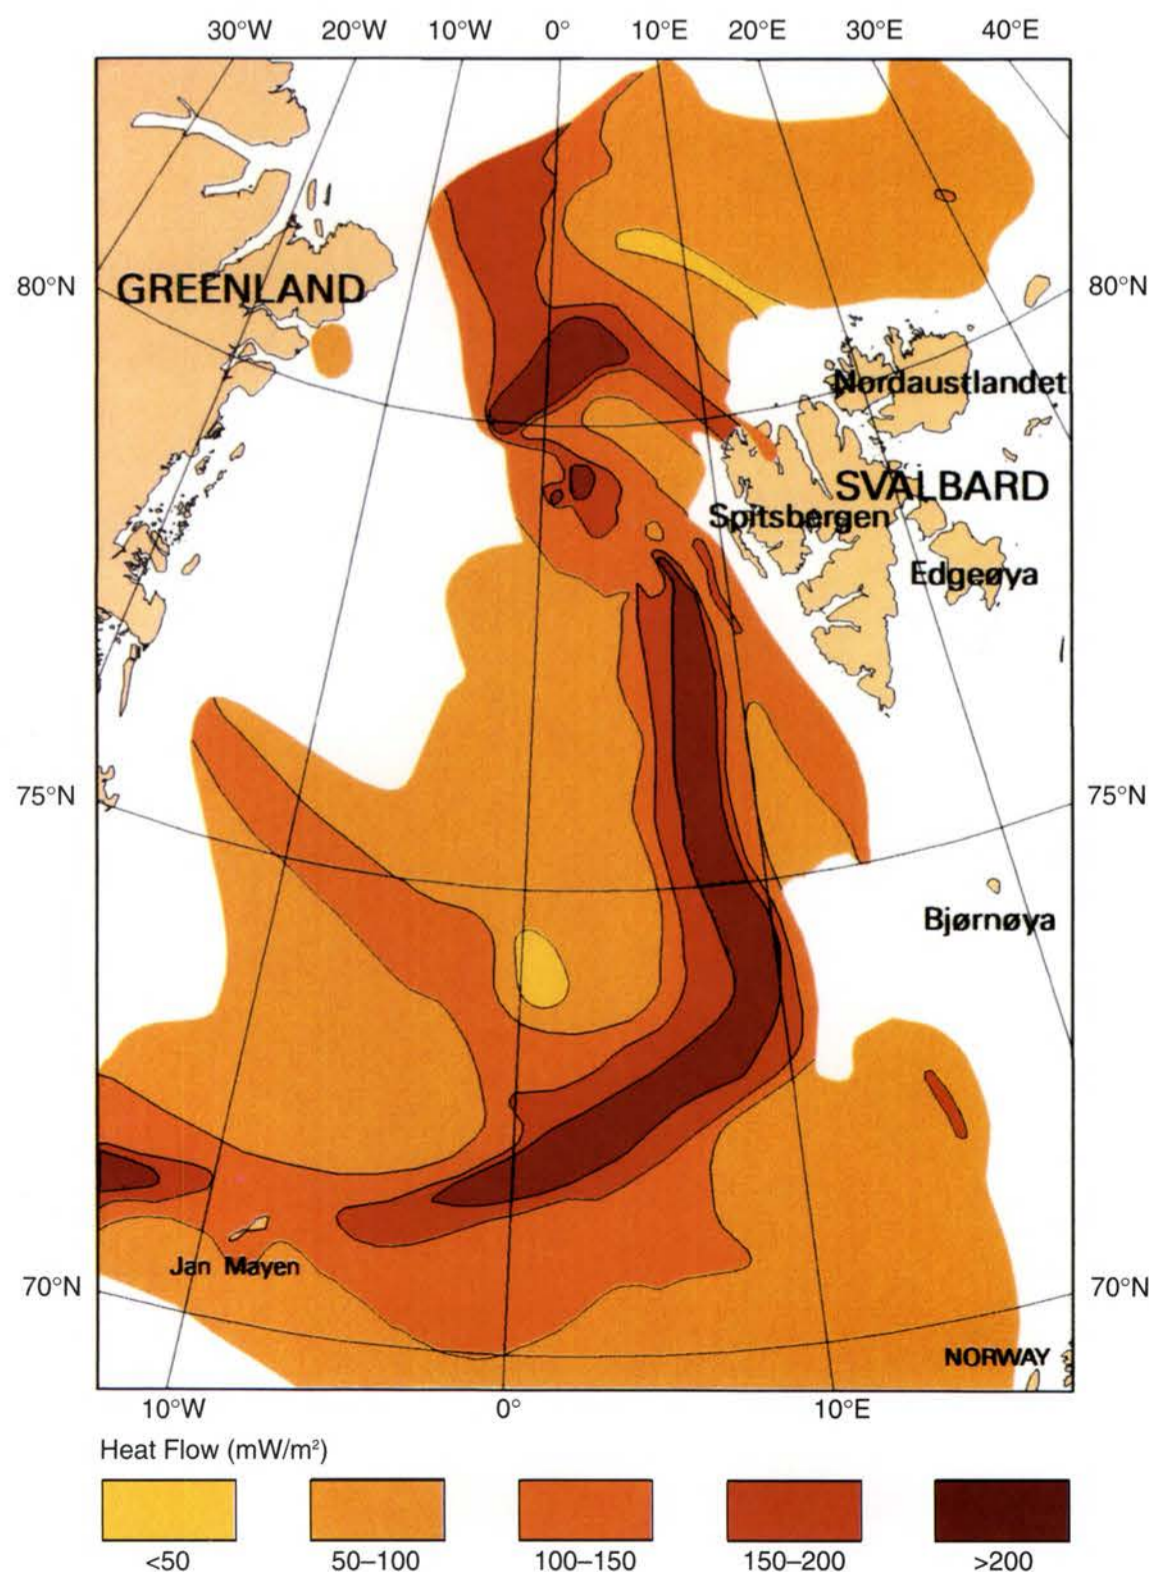 30°W 20°W 10°W 0° 10°E 20°E 30°E 40°E
80°N
GREENLAND
80°N
Nordaustlandet
SVALBARD
Spitsbergen
Edgeøya
75°N
75°N
Bjørnøya
Jan Mayen
70°N
70°N
NORWAY
10°W 0° 10°E
Heat Flow (mW/m²)
<50 50–100 100–150 150–200 >200